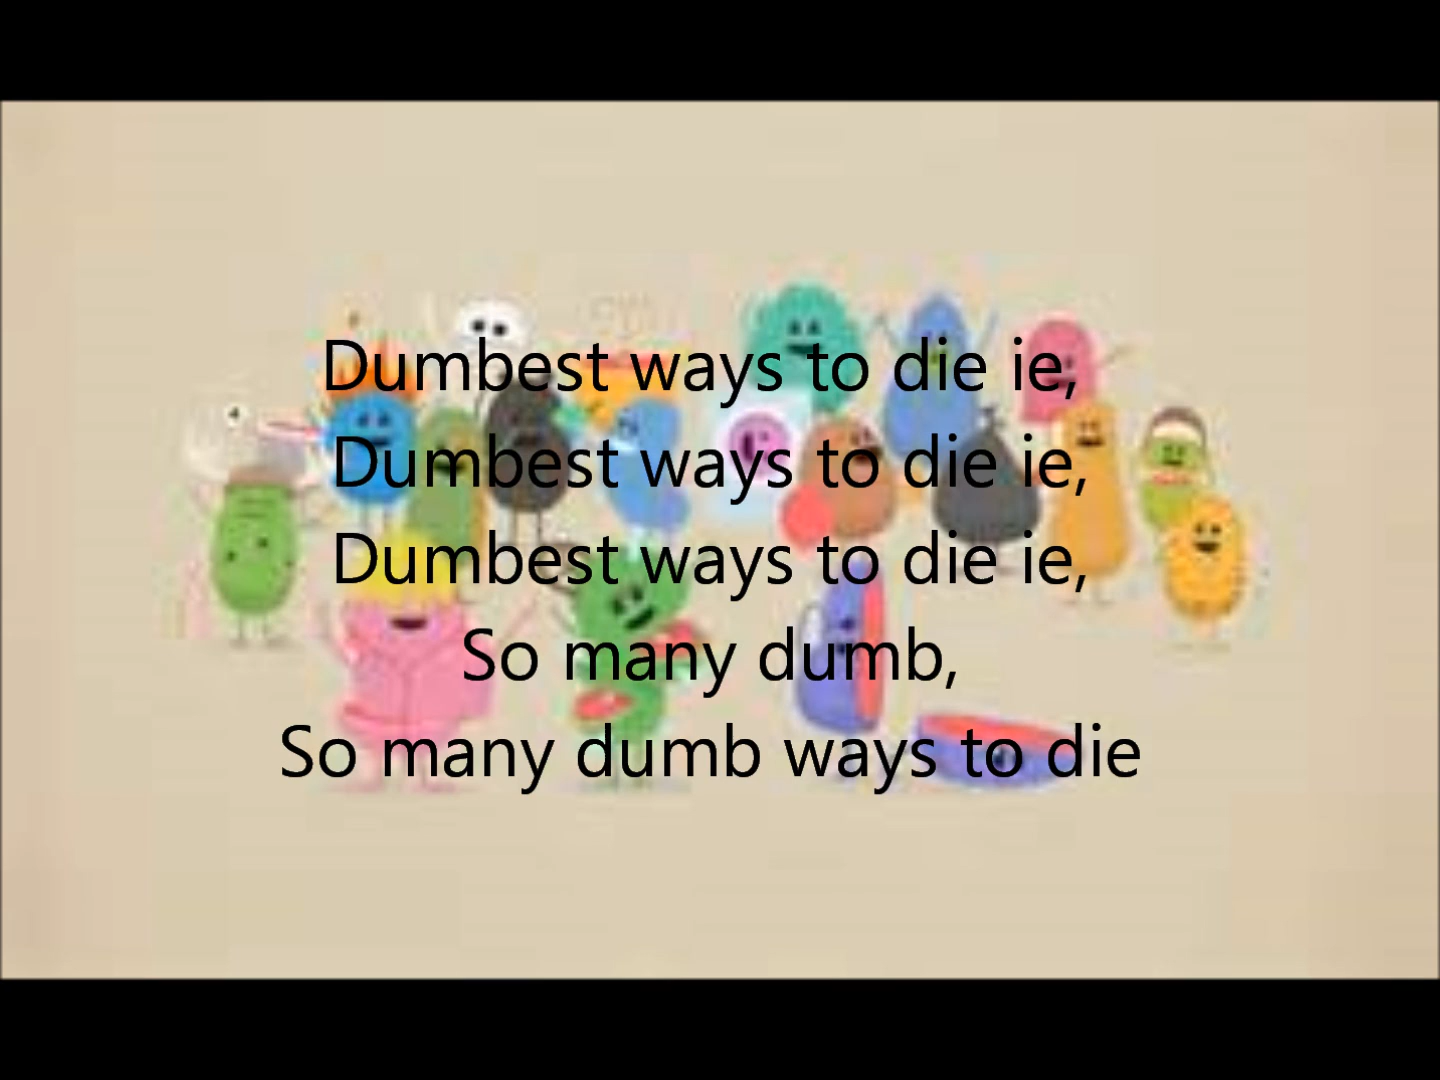 Dumbest ways to die ie,
Dumbest ways to die ie,
Dumbest ways to die ie,
So many dumb,
So many dumb ways to die